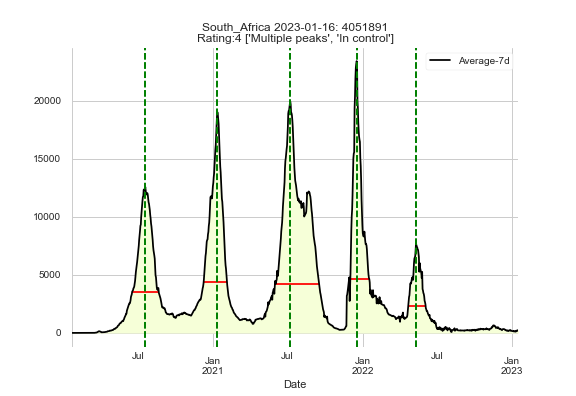 South_Africa 2023-01-16: 4051891
Rating:4 ['Multiple peaks', 'In control']
Average-7d
20000
15000
10000
5000
0
Jul
Jan
2021
Jul
Jan
2022
Jul
Jan
2023
Date